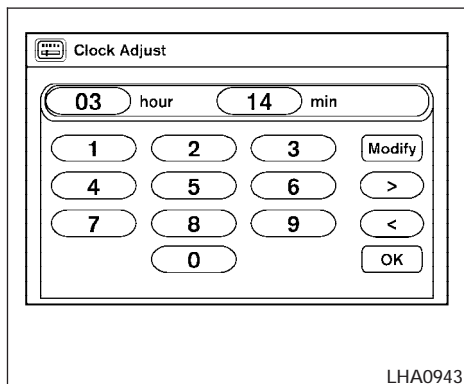 Clock Adjust
03 hour 14 min
1 2 3 Modify
4 5 6 >
7 8 9 <
0 OK
LHA0943